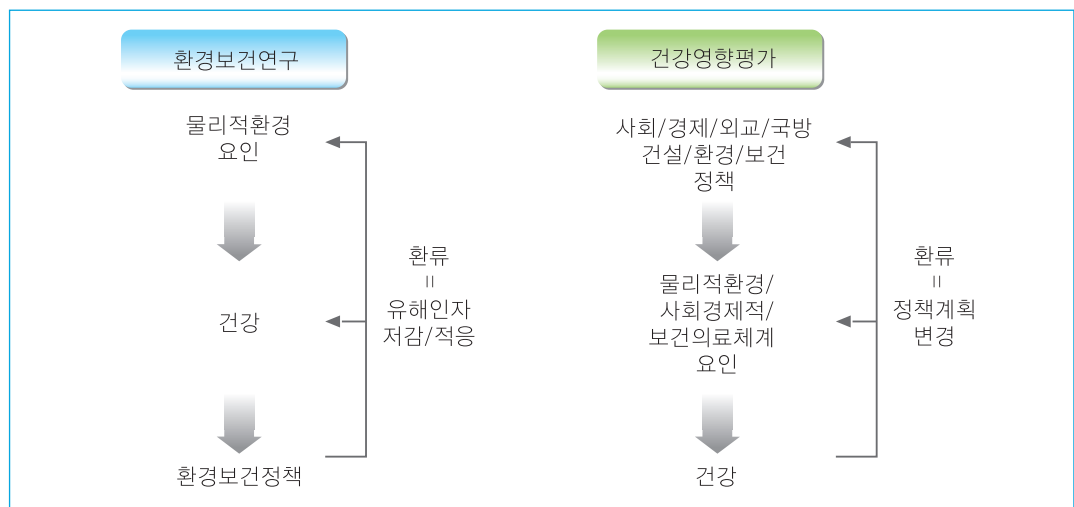 환경보건연구
물리적환경
요인
건강
환경보건정책
환류
=
유해인자
저감/적응
건강영향평가
사회/경제/외교/국방
건설/환경/보건
정책
물리적환경/
사회경제적/
보건의료체계
요인
건강
환류
=
정책계획
변경